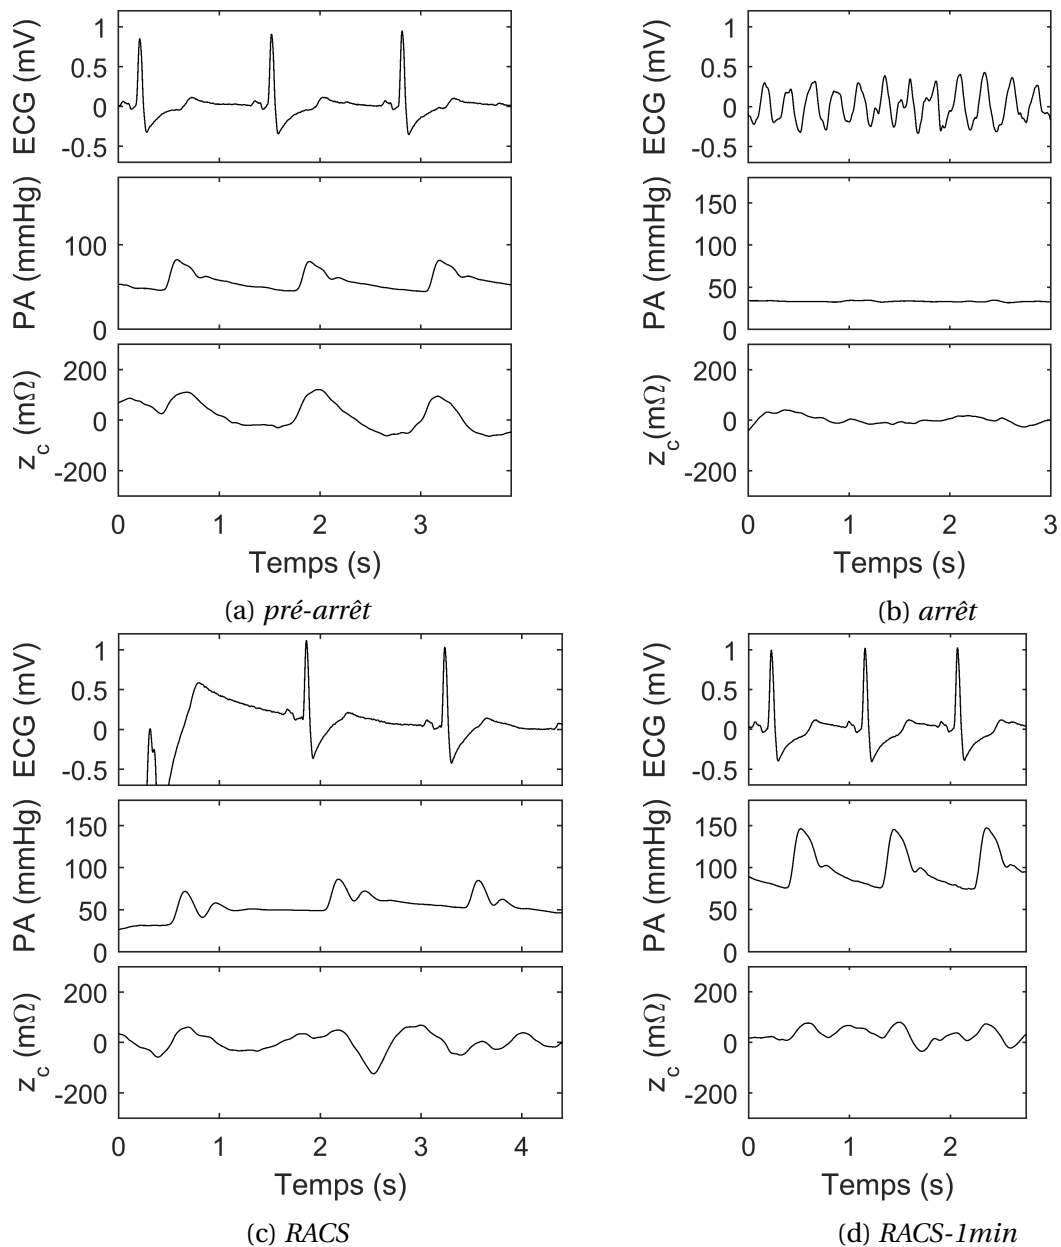 ECG (mV)
1
0.5
0
-0.5
PA (mmHg)
100
0
z_c (mΩ)
200
0
-200
0 1 2 3
Temps (s)
(a) pré-arrêt
ECG (mV)
1
0.5
0
-0.5
PA (mmHg)
150
100
50
0
z_c(mΩ)
200
0
-200
0 1 2 3
Temps (s)
(b) arrêt
ECG (mV)
1
0.5
0
-0.5
PA (mmHg)
150
100
50
0
z_c (mΩ)
200
0
-200
0 1 2 3 4
Temps (s)
(c) RACS
ECG (mV)
1
0.5
0
-0.5
PA (mmHg)
150
100
50
0
z_c (mΩ)
200
0
-200
0 1 2
Temps (s)
(d) RACS-1min